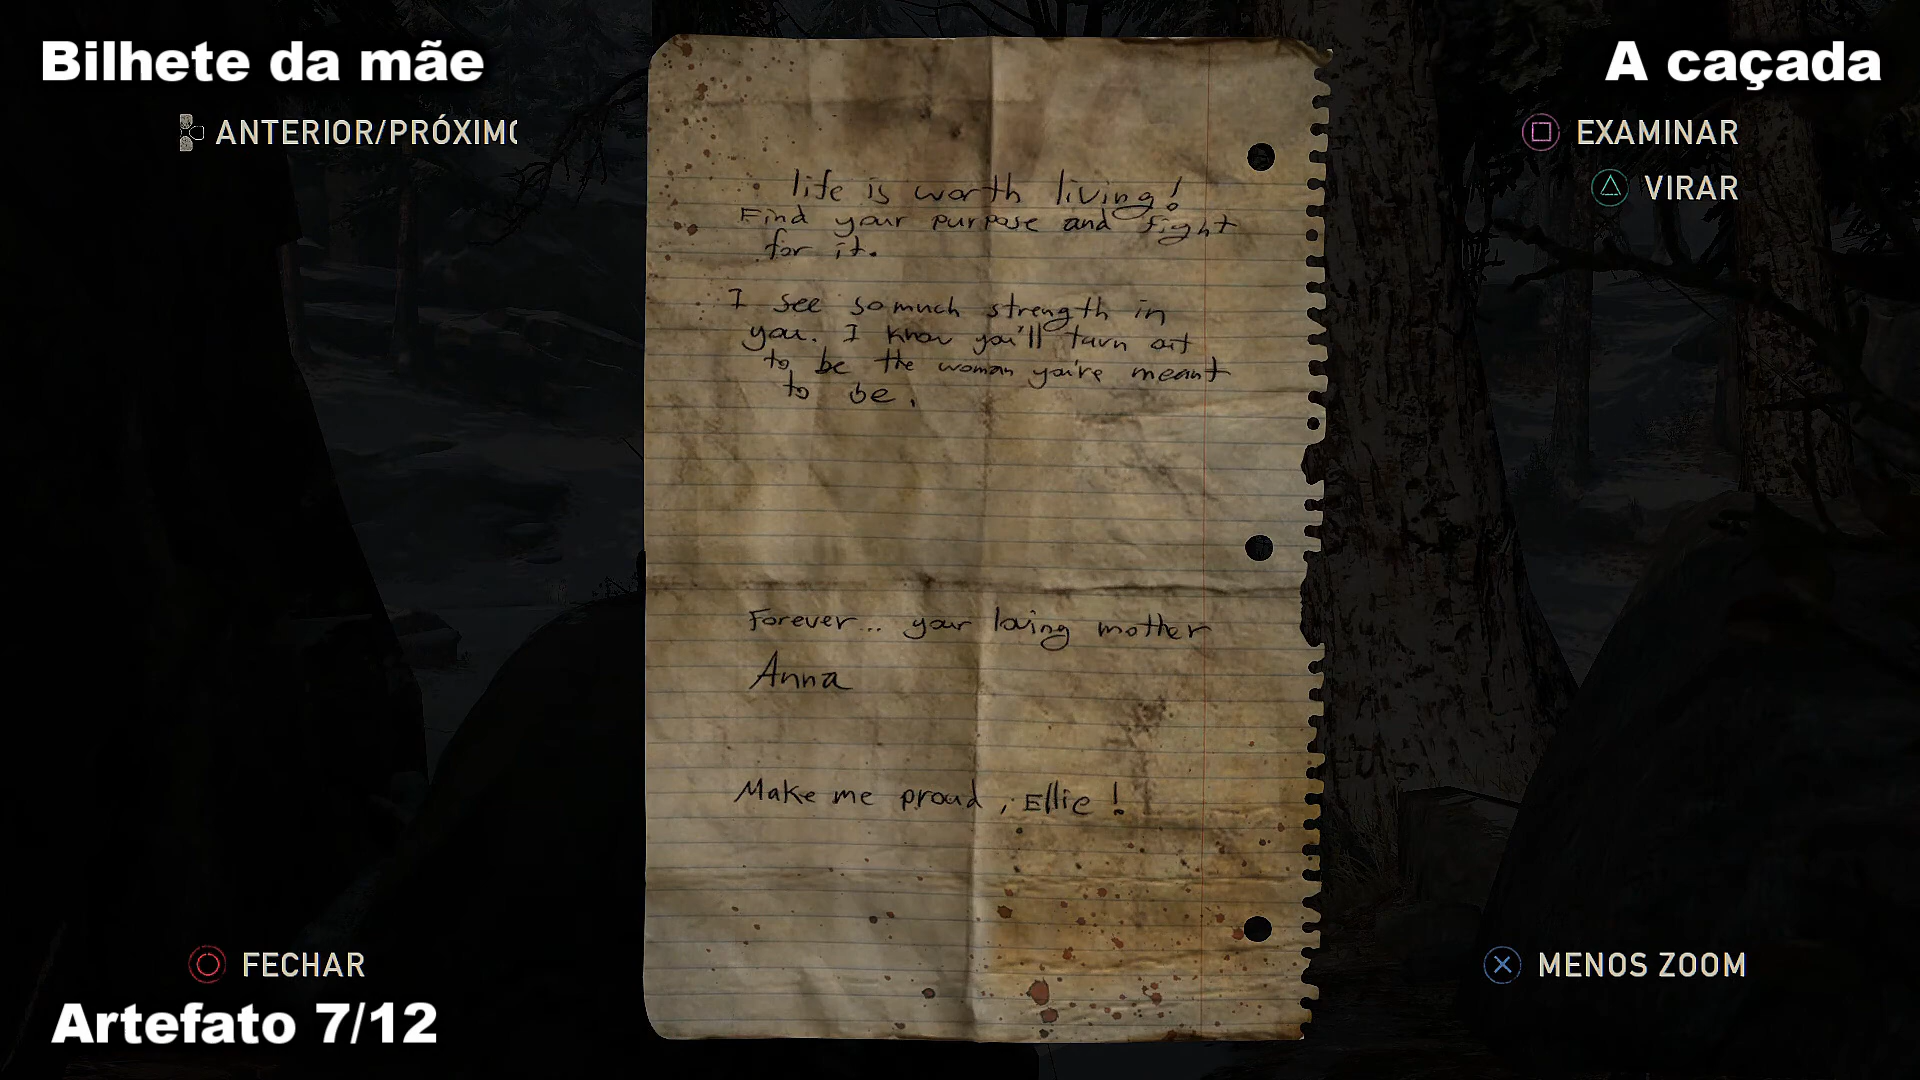 Bilhete da mãe
A caçada
ANTERIOR/PRÓXIMO
EXAMINAR
VIRAR
life is worth living!
Find your purpose and fight
for it.
I see so much strength in
you. I know you'll turn out
to be the woman you're meant
to be.
Forever... your loving mother
Anna
Make me proud, Ellie!
FECHAR
MENOS ZOOM
Artefato 7/12